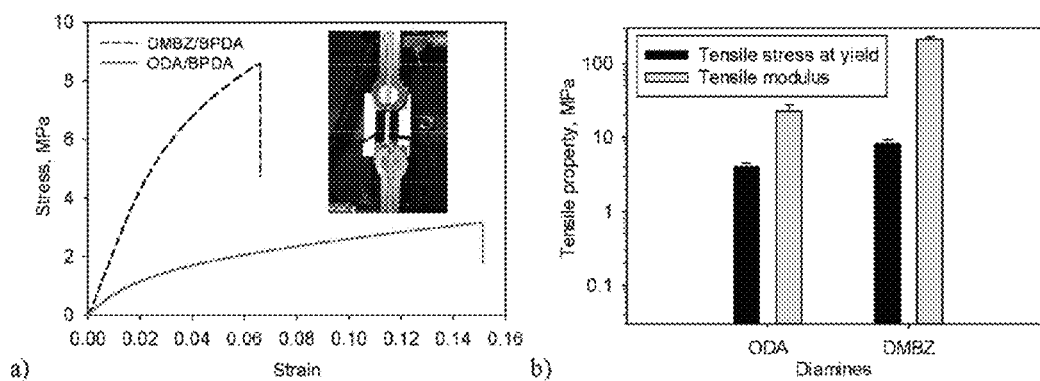 10
8
6
4
2
0
Stress, MPa
DMBZ/BPDA
ODA/BPDA
0.00 0.02 0.04 0.06 0.08 0.10 0.12 0.14 0.16
Strain
a)
100
10
1
0.1
Tensile property, MPa
Tensile stress at yield
Tensile modulus
ODA DMBZ
Diamines
b)